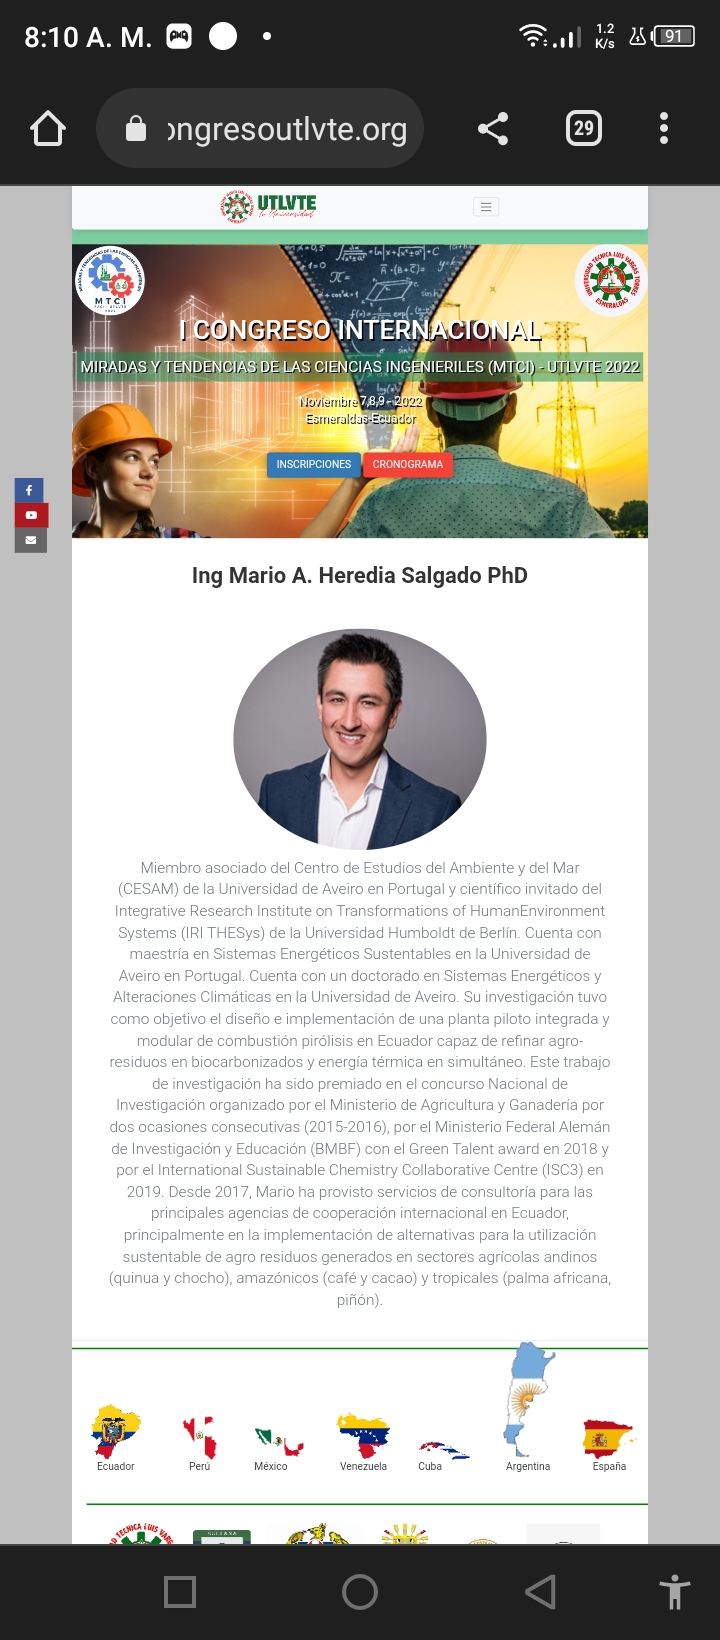 8:10 A. M.
1.2
K/s
91
ongresoutlvte.org
29
UTLVTE
Tu Universidad
MTCI
I CONGRESO INTERNACIONAL
MIRADAS Y TENDENCIAS DE LAS CIENCIAS INGENIERILES (MTCI) - UTLVTE 2022
Noviembre 7,8,9 - 2022
Esmeraldas-Ecuador
INSCRIPCIONES
CRONOGRAMA
Ing Mario A. Heredia Salgado PhD
Miembro asociado del Centro de Estudios del Ambiente y del Mar
(CESAM) de la Universidad de Aveiro en Portugal y científico invitado del
Integrative Research Institute on Transformations of HumanEnvironment
Systems (IRI THESys) de la Universidad Humboldt de Berlín. Cuenta con
maestría en Sistemas Energéticos Sustentables en la Universidad de
Aveiro en Portugal. Cuenta con un doctorado en Sistemas Energéticos y
Alteraciones Climáticas en la Universidad de Aveiro. Su investigación tuvo
como objetivo el diseño e implementación de una planta piloto integrada y
modular de combustión pirólisis en Ecuador capaz de refinar agro-
residuos en biocarbonizados y energía térmica en simultáneo. Este trabajo
de investigación ha sido premiado en el concurso Nacional de
Investigación organizado por el Ministerio de Agricultura y Ganadería por
dos ocasiones consecutivas (2015-2016), por el Ministerio Federal Alemán
de Investigación y Educación (BMBF) con el Green Talent award en 2018 y
por el International Sustainable Chemistry Collaborative Centre (ISC3) en
2019. Desde 2017, Mario ha provisto servicios de consultoría para las
principales agencias de cooperación internacional en Ecuador,
principalmente en la implementación de alternativas para la utilización
sustentable de agro residuos generados en sectores agrícolas andinos
(quinua y chocho), amazónicos (café y cacao) y tropicales (palma africana,
piñón).
Ecuador
Perú
México
Venezuela
Cuba
Argentina
España